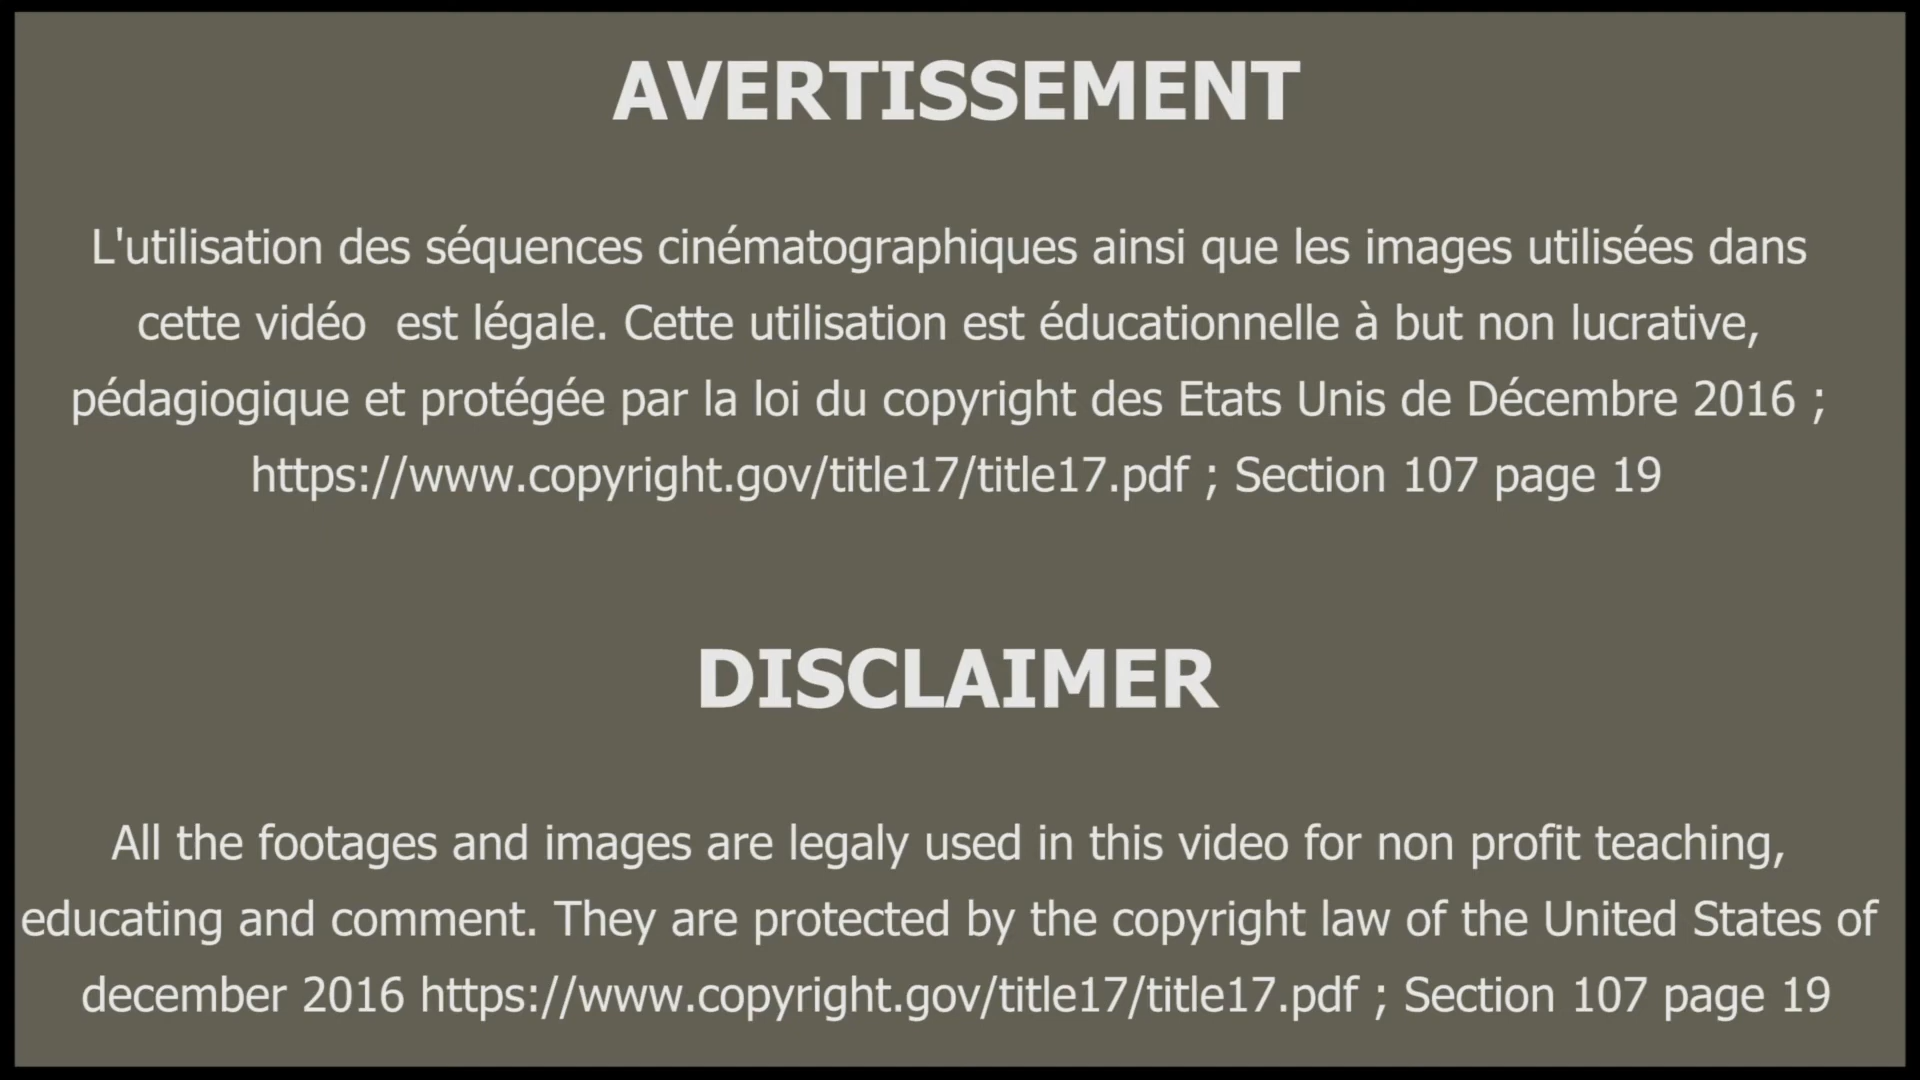 AVERTISSEMENT
L'utilisation des séquences cinématographiques ainsi que les images utilisées dans
cette vidéo  est légale. Cette utilisation est éducationnelle à but non lucrative,
pédagiogique et protégée par la loi du copyright des Etats Unis de Décembre 2016 ;
https://www.copyright.gov/title17/title17.pdf ; Section 107 page 19
DISCLAIMER
All the footages and images are legaly used in this video for non profit teaching,
educating and comment. They are protected by the copyright law of the United States of
december 2016 https://www.copyright.gov/title17/title17.pdf ; Section 107 page 19